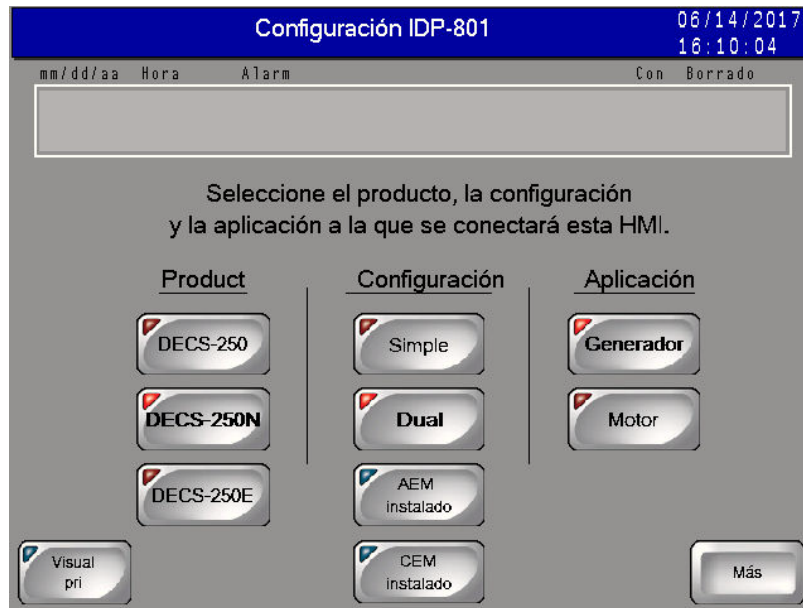 Configuración IDP-801
06/14/2017
16:10:04
mm/dd/aa Hora Alarm Con Borrado
Seleccione el producto, la configuración
y la aplicación a la que se conectará esta HMI.
Product Configuración Aplicación
DECS-250 Simple Generador
DECS-250N Dual Motor
DECS-250E AEM
instalado
Visual
pri
CEM
instalado
Más